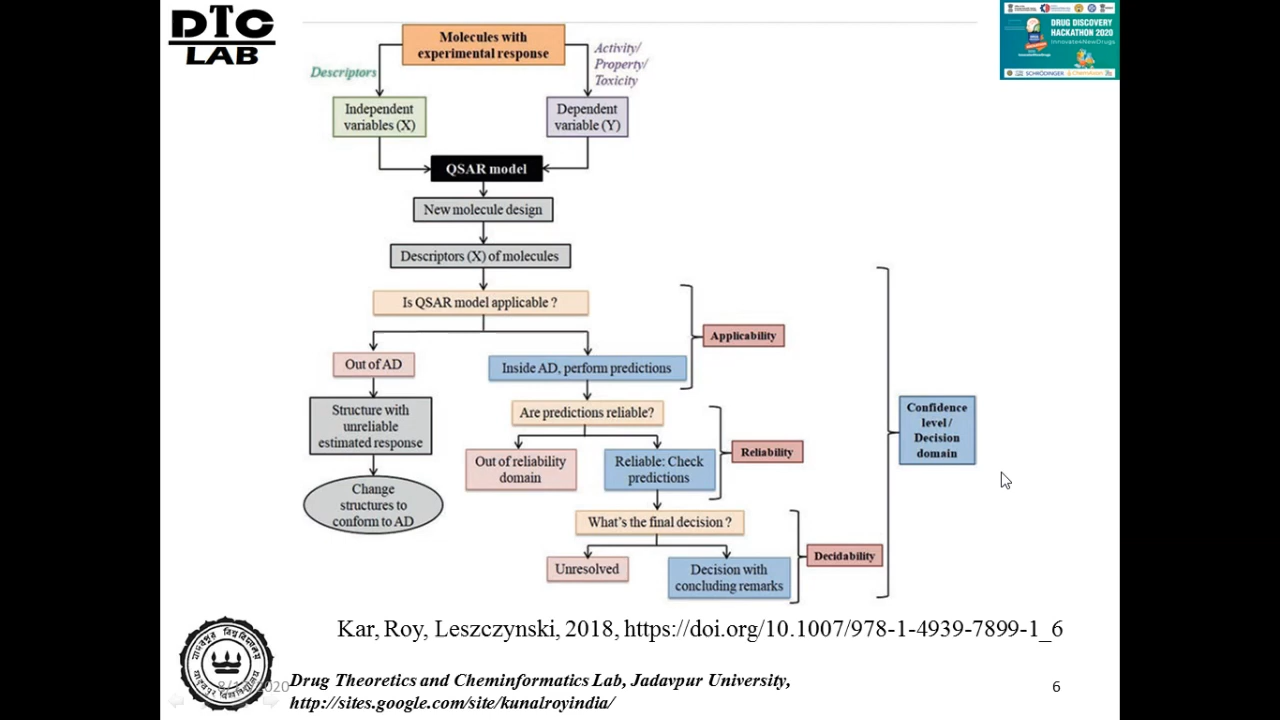 DTC
LAB
DRUG DISCOVERY
HACKATHON 2020
SCHRÖDINGER
Molecules with
experimental response
Descriptors
Activity/
Property/
Toxicity
Independent
variables (X)
Dependent
variable (Y)
QSAR model
New molecule design
Descriptors (X) of molecules
Is QSAR model applicable ?
Applicability
Out of AD
Inside AD, perform predictions
Structure with
unreliable
estimated response
Are predictions reliable?
Confidence
level /
Decision
domain
Out of reliability
domain
Reliable: Check
predictions
Reliability
Change
structures to
conform to AD
What's the final decision ?
Unresolved
Decision with
concluding remarks
Decidability
Kar, Roy, Leszczynski, 2018, https://doi.org/10.1007/978-1-4939-7899-1_6
Drug Theoretics and Cheminformatics Lab, Jadavpur University,
http://sites.google.com/site/kunalroyindia/
6